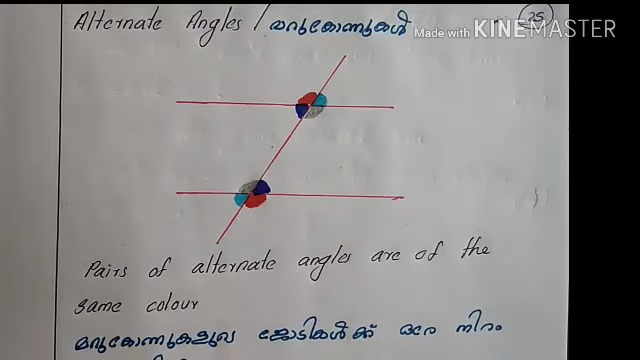 Alternate Angles / മറുകോണുകൾ
25
Made with KINEMASTER
Pairs of alternate angles are of the
same colour
മറുകോണുകളുടെ ജോടികൾക്ക് ഒരേ നിറം